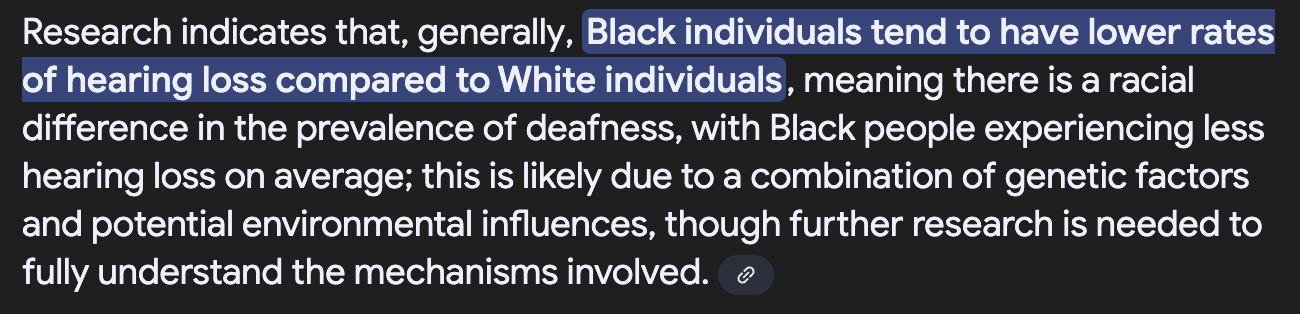 Research indicates that, generally, Black individuals tend to have lower rates
of hearing loss compared to White individuals, meaning there is a racial
difference in the prevalence of deafness, with Black people experiencing less
hearing loss on average; this is likely due to a combination of genetic factors
and potential environmental influences, though further research is needed to
fully understand the mechanisms involved.